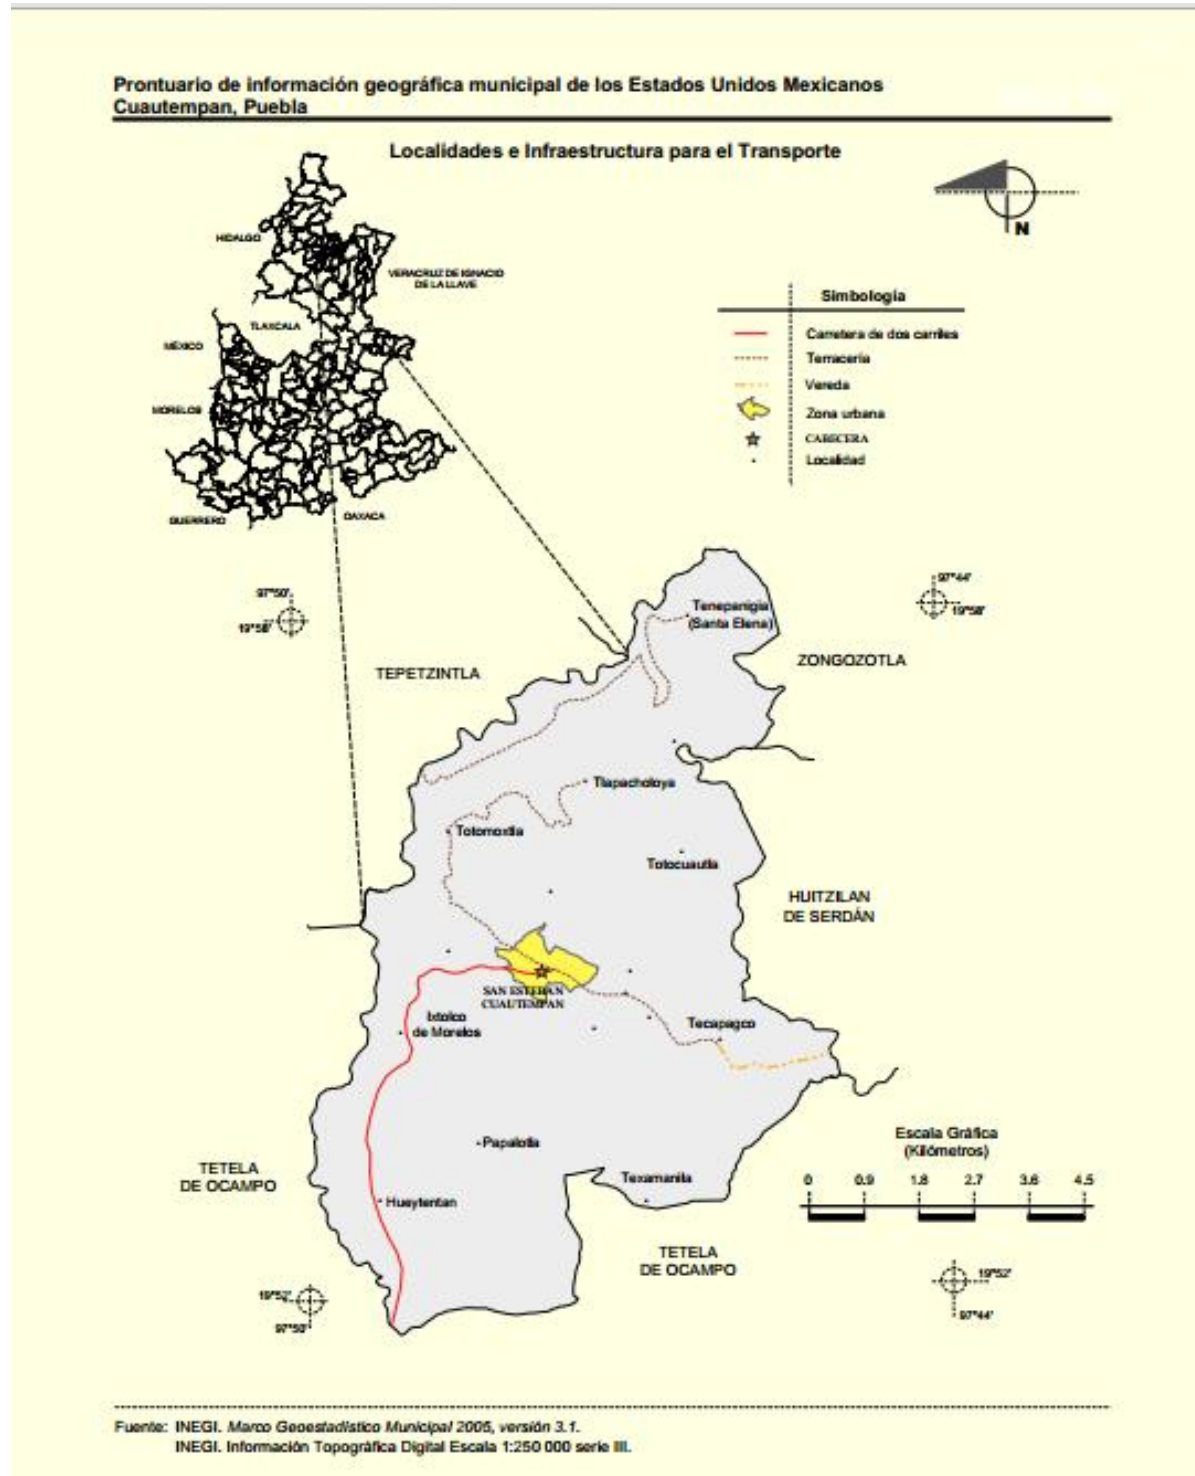 Prontuario de información geográfica municipal de los Estados Unidos Mexicanos
Cuautempan, Puebla
Localidades e Infraestructura para el Transporte
N
HIDALGO
VERACRUZ DE IGNACIO
DE LA LLAVE
TLAXCALA
MÉXICO
MORELOS
GUERRERO
OAXACA
Simbología
Carretera de dos carriles
Terracería
Vereda
Zona urbana
CABECERA
Localidad
97°50'
19°58'
97°44'
19°58'
Tenepanigia
(Santa Elena)
TEPETZINTLA
ZONGOZOTLA
Tlapacholoya
Totomoxtla
Totocuautla
HUITZILAN
DE SERDÁN
SAN ESTEBAN
CUAUTEMPAN
Ixtolco
de Morelos
Tecapagco
Papalotla
Texamanila
Hueytentan
TETELA
DE OCAMPO
TETELA
DE OCAMPO
Escala Gráfica
(Kilómetros)
0 0.9 1.8 2.7 3.6 4.5
19°52'
97°50'
19°52'
97°44'
Fuente: INEGI. Marco Geoestadístico Municipal 2005, versión 3.1.
INEGI. Información Topográfica Digital Escala 1:250 000 serie III.